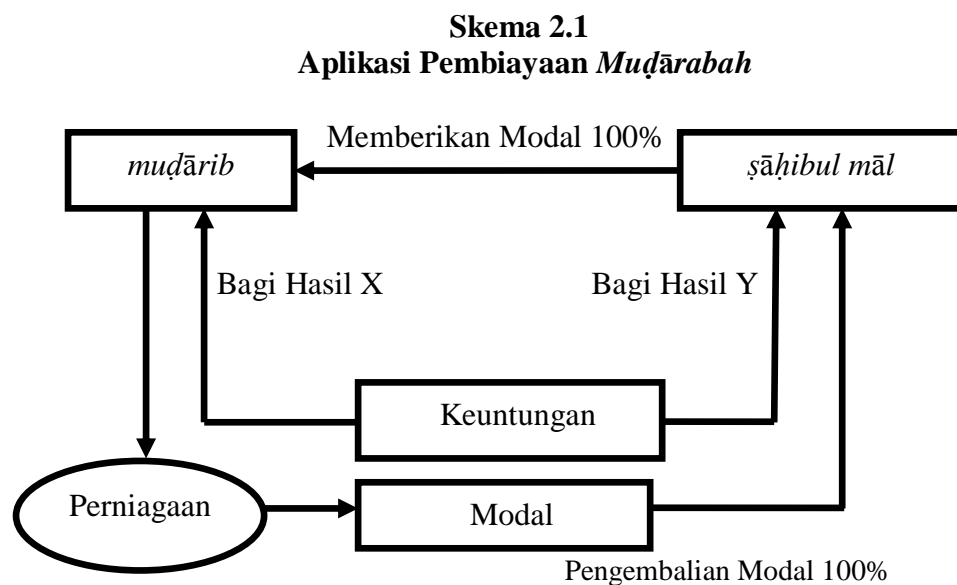 Skema 2.1
Aplikasi Pembiayaan Muḍārabah
Memberikan Modal 100%
muḍārib
ṣāḥibul māl
Bagi Hasil X
Bagi Hasil Y
Keuntungan
Perniagaan
Modal
Pengembalian Modal 100%